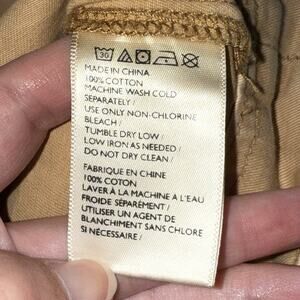 30
MADE IN CHINA
100% COTTON
MACHINE WASH COLD
SEPARATELY /
USE ONLY NON-CHLORINE
BLEACH /
TUMBLE DRY LOW /
LOW IRON AS NEEDED /
DO NOT DRY CLEAN /
FABRIQUE EN CHINE
100% COTON
LAVER À LA MACHINE A L'EAU
FROIDE SÉPARÉMENT /
UTILISER UN AGENT DE
BLANCHIMENT SANS CHLORE
SI NÉCESSAIRE /